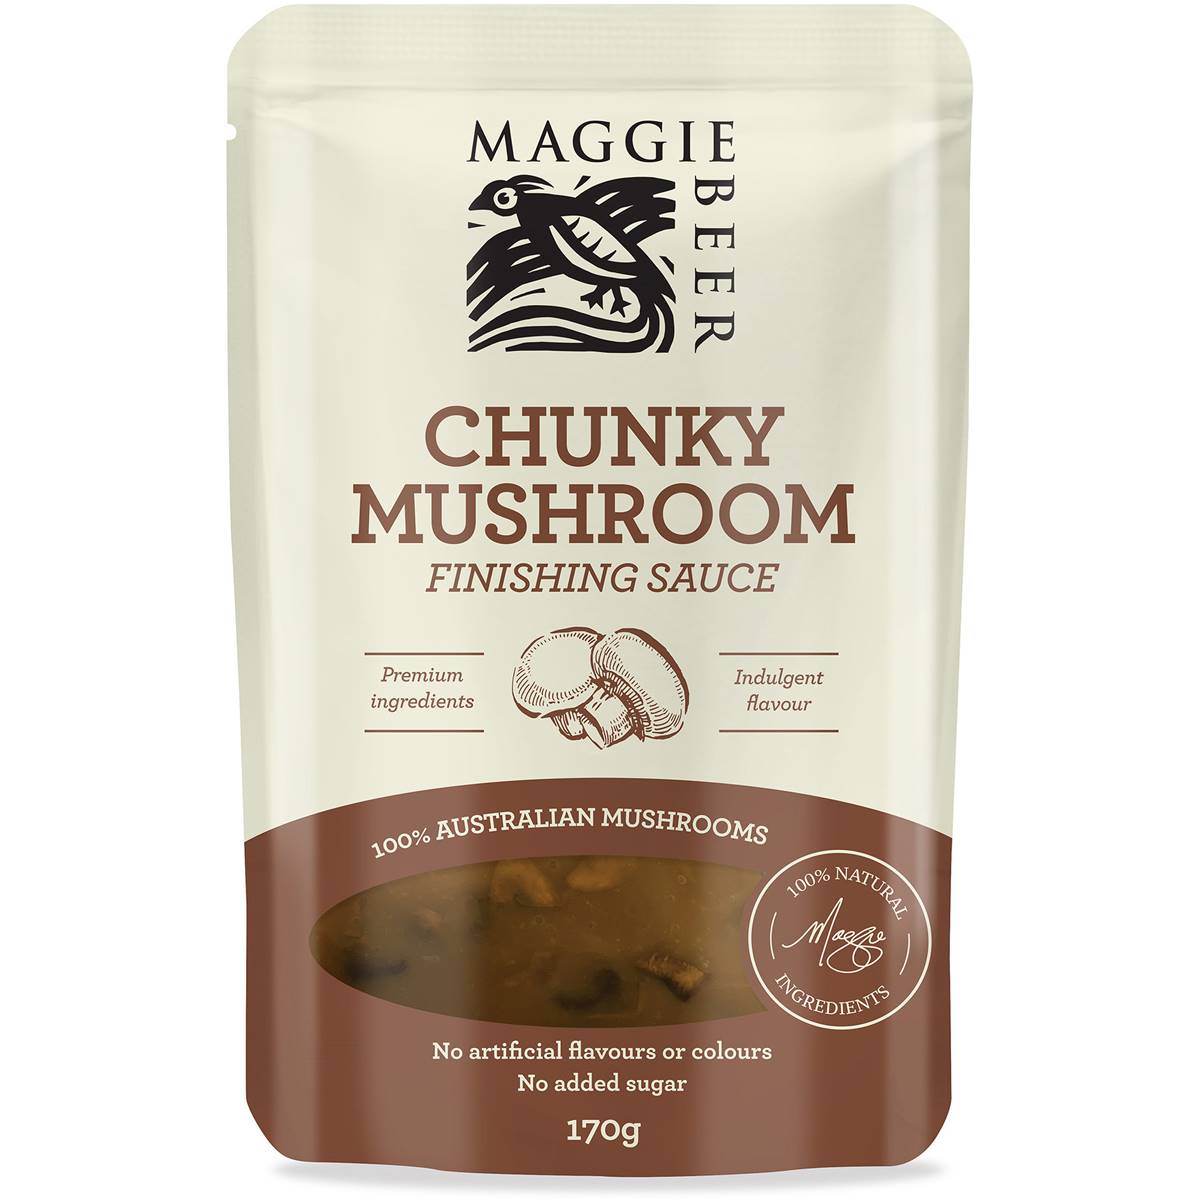 MAGGIE
BEER
CHUNKY
MUSHROOM
FINISHING SAUCE
Premium
ingredients
Indulgent
flavour
100% AUSTRALIAN MUSHROOMS
100% NATURAL
Maggie
INGREDIENTS
No artificial flavours or colours
No added sugar
170g